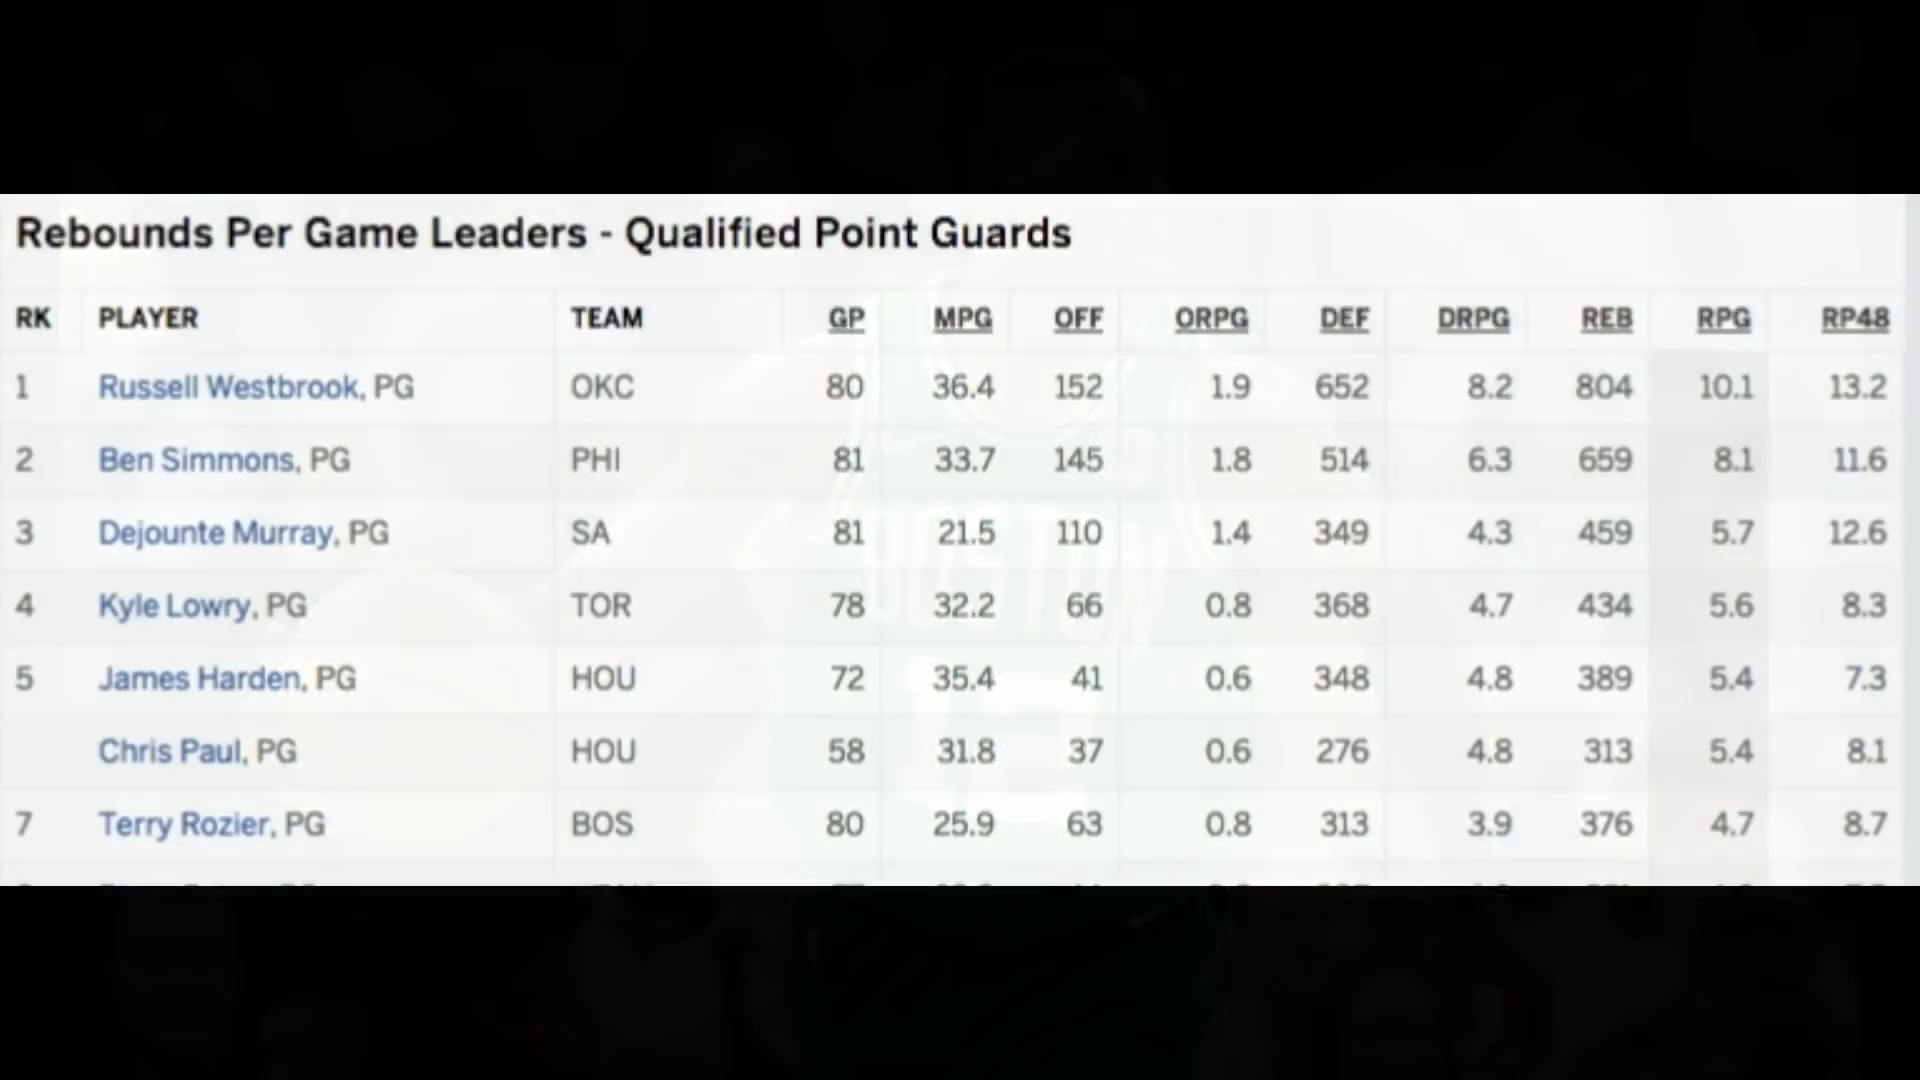 Rebounds Per Game Leaders - Qualified Point Guards
RK PLAYER TEAM GP MPG OFF ORPG DEF DRPG REB RPG RP48
1 Russell Westbrook, PG OKC 80 36.4 152 1.9 652 8.2 804 10.1 13.2
2 Ben Simmons, PG PHI 81 33.7 145 1.8 514 6.3 659 8.1 11.6
3 Dejounte Murray, PG SA 81 21.5 110 1.4 349 4.3 459 5.7 12.6
4 Kyle Lowry, PG TOR 78 32.2 66 0.8 368 4.7 434 5.6 8.3
5 James Harden, PG HOU 72 35.4 41 0.6 348 4.8 389 5.4 7.3
Chris Paul, PG HOU 58 31.8 37 0.6 276 4.8 313 5.4 8.1
7 Terry Rozier, PG BOS 80 25.9 63 0.8 313 3.9 376 4.7 8.7
BOSTON
12